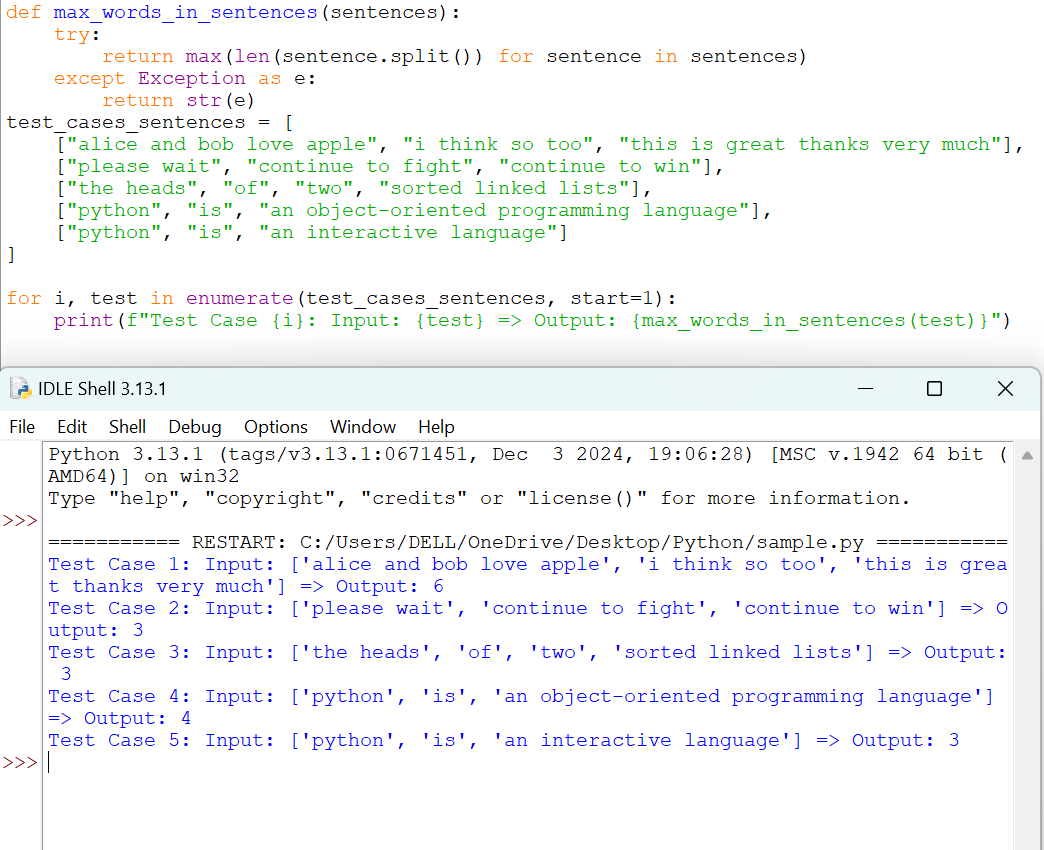 def max_words_in_sentences(sentences):
    try:
        return max(len(sentence.split()) for sentence in sentences)
    except Exception as e:
        return str(e)
test_cases_sentences = [
    ["alice and bob love apple", "i think so too", "this is great thanks very much"],
    ["please wait", "continue to fight", "continue to win"],
    ["the heads", "of", "two", "sorted linked lists"],
    ["python", "is", "an object-oriented programming language"],
    ["python", "is", "an interactive language"]
]
for i, test in enumerate(test_cases_sentences, start=1):
    print(f"Test Case {i}: Input: {test} => Output: {max_words_in_sentences(test)}")
IDLE Shell 3.13.1
File Edit Shell Debug Options Window Help
Python 3.13.1 (tags/v3.13.1:0671451, Dec  3 2024, 19:06:28) [MSC v.1942 64 bit (
AMD64)] on win32
Type "help", "copyright", "credits" or "license()" for more information.
>>>
=========== RESTART: C:/Users/DELL/OneDrive/Desktop/Python/sample.py ===========
Test Case 1: Input: ['alice and bob love apple', 'i think so too', 'this is grea
t thanks very much'] => Output: 6
Test Case 2: Input: ['please wait', 'continue to fight', 'continue to win'] => O
utput: 3
Test Case 3: Input: ['the heads', 'of', 'two', 'sorted linked lists'] => Output:
 3
Test Case 4: Input: ['python', 'is', 'an object-oriented programming language']
=> Output: 4
Test Case 5: Input: ['python', 'is', 'an interactive language'] => Output: 3
>>>